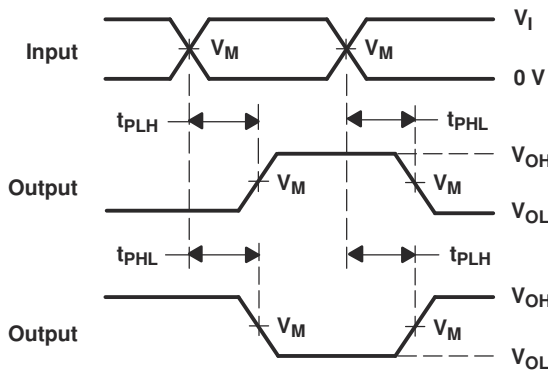 V_I
Input V_M V_M
0 V
t_PLH t_PHL
V_OH
Output V_M V_M
V_OL
t_PHL t_PLH
V_OH
Output V_M V_M
V_OL